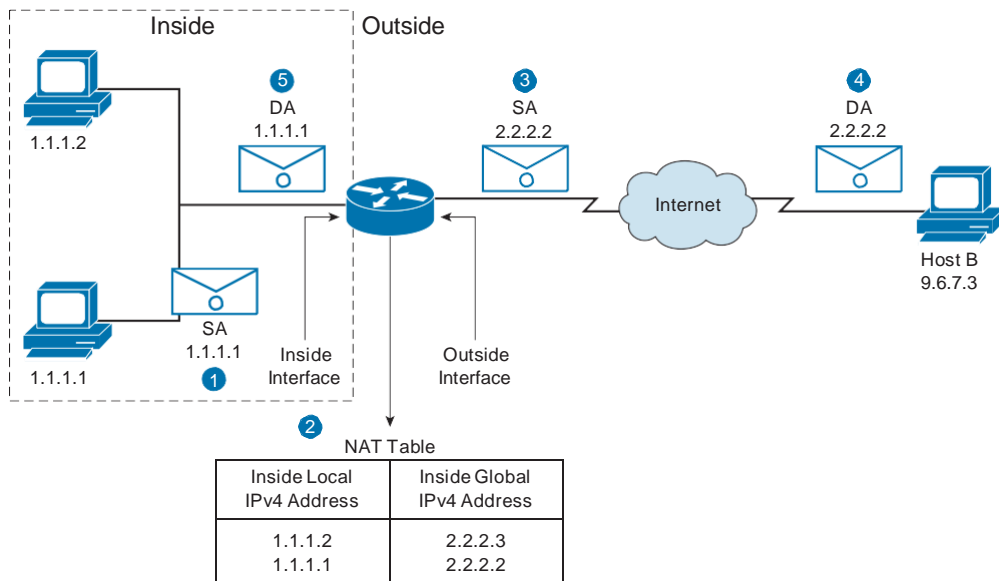 Inside
Outside
5
DA
1.1.1.1
3
SA
2.2.2.2
4
DA
2.2.2.2
1.1.1.2
Internet
Host B
9.6.7.3
SA
1.1.1.1
1
1.1.1.1
Inside
Interface
Outside
Interface
2
NAT Table
Inside Local
IPv4 Address
Inside Global
IPv4 Address
1.1.1.2
2.2.2.3
1.1.1.1
2.2.2.2